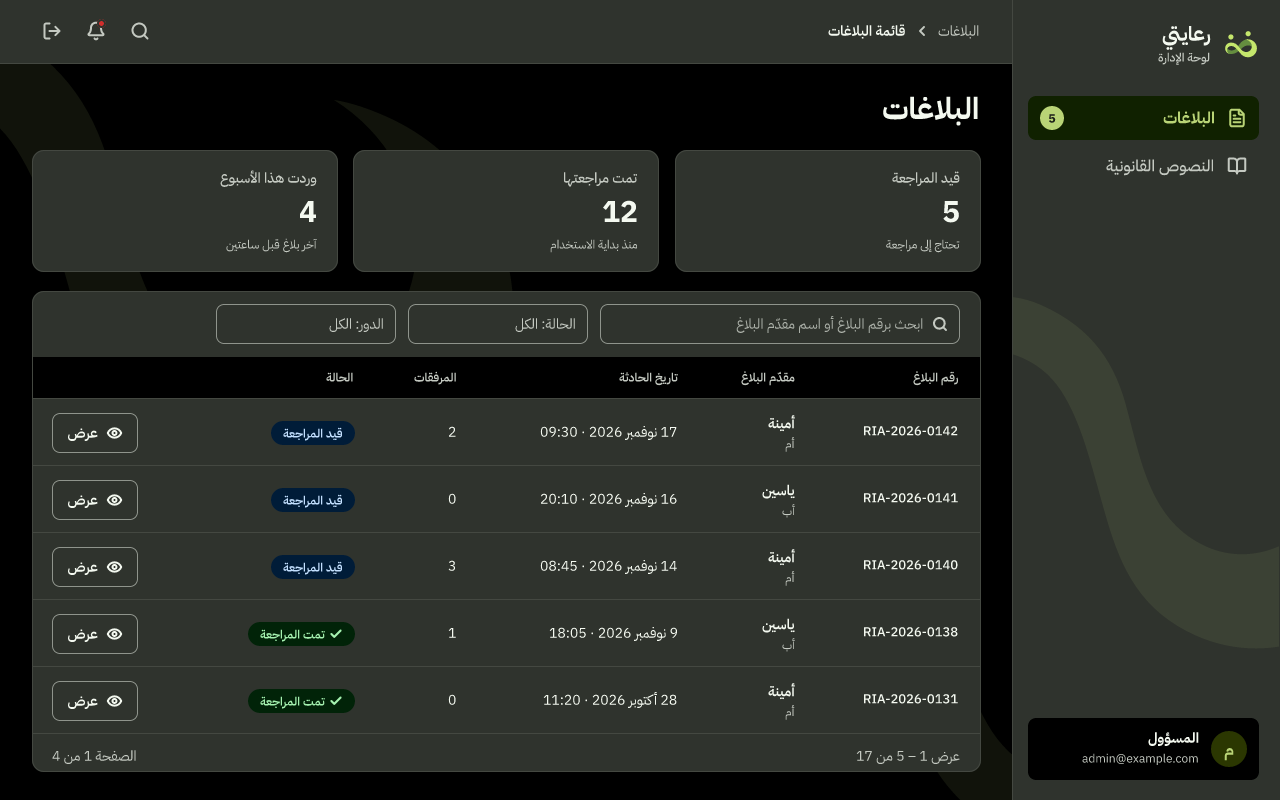 رعايتي
لوحة الإدارة
البلاغات
5
النصوص القانونية
المسؤول
admin@example.com
م
البلاغات
قائمة البلاغات
البلاغات
قيد المراجعة
5
تحتاج إلى مراجعة
تمت مراجعتها
12
منذ بداية الاستخدام
وردت هذا الأسبوع
4
آخر بلاغ قبل ساعتين
ابحث برقم البلاغ أو اسم مقدّم البلاغ
الحالة: الكل
الدور: الكل
رقم البلاغ مقدّم البلاغ تاريخ الحادثة المرفقات الحالة
RIA-2026-0142 أمينة 17 نوفمبر 2026 · 09:30 2 قيد المراجعة عرض
أم
RIA-2026-0141 ياسين 16 نوفمبر 2026 · 20:10 0 قيد المراجعة عرض
أب
RIA-2026-0140 أمينة 14 نوفمبر 2026 · 08:45 3 قيد المراجعة عرض
أم
RIA-2026-0138 ياسين 9 نوفمبر 2026 · 18:05 1 تمت المراجعة عرض
أب
RIA-2026-0131 أمينة 28 أكتوبر 2026 · 11:20 0 تمت المراجعة عرض
أم
عرض 1 – 5 من 17
الصفحة 1 من 4